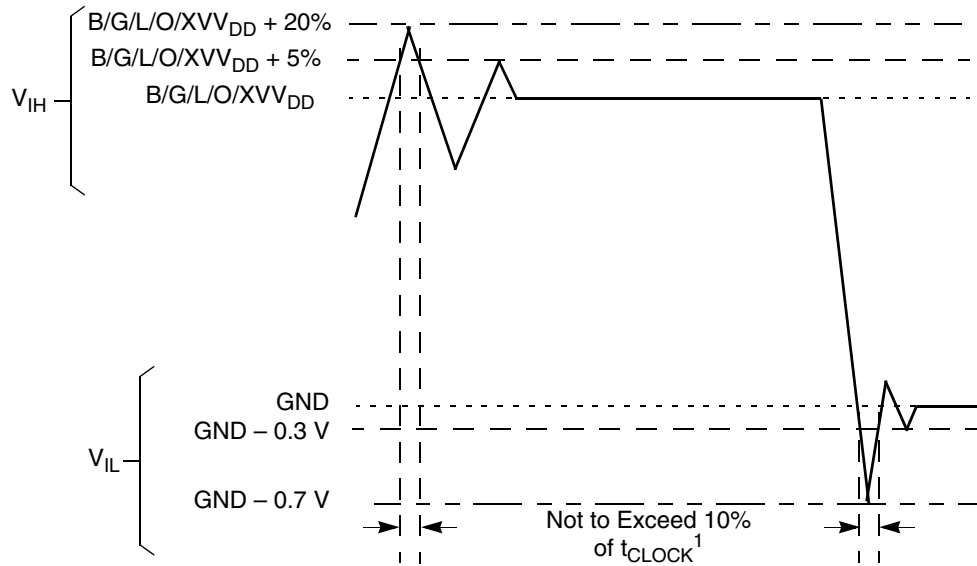 B/G/L/O/XVV_DD + 20%
B/G/L/O/XVV_DD + 5%
B/G/L/O/XVV_DD
V_IH
GND
GND – 0.3 V
V_IL
GND – 0.7 V
Not to Exceed 10%
of t_CLOCK^1